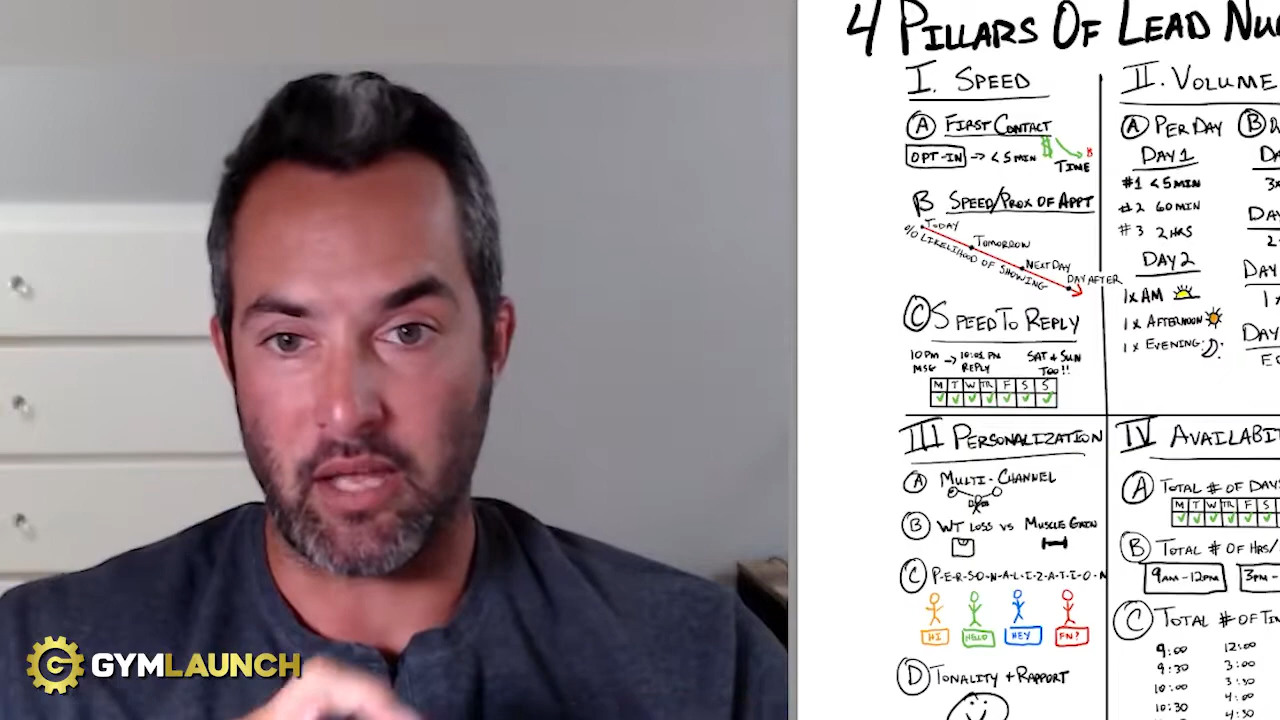 4 PILLARS OF LEAD
I. SPEED
A FIRST CONTACT
OPT-IN → < 5 MIN
$
TIME
B SPEED/PROX OF APPT
TODAY
TOMORROW
NEXT DAY
DAY AFTER
% LIKELIHOOD OF SHOWING
C SPEED TO REPLY
10PM MSG → 10:01 PM REPLY
SAT + SUN TOO!!
M T W TR F S S
II. VOLUME
A PER DAY
B
DAY 1
#1 < 5 MIN
#2 60 MIN
#3 2 HRS
DAY 2
1 x AM
1 x AFTERNOON
1 x EVENING
III PERSONALIZATION
A MULTI-CHANNEL
B WT LOSS VS MUSCLE GAIN
C P-E-R-S-O-N-A-L-I-Z-A-T-I-O-N
HI
HELLO
HEY
FN?
D TONALITY + RAPPORT
IV AVAILABI
A TOTAL # OF DAYS
M T W TR F S
B TOTAL # OF HRS/
9AM-12PM
3PM-
C TOTAL # OF TIM
9:00 12:00
9:30 3:00
10:00 3:30
10:30 4:00
4:30
GYMLAUNCH